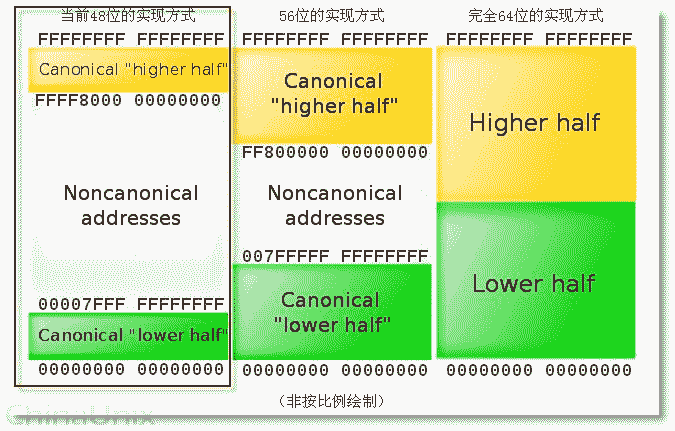 当前48位的实现方式
FFFFFFFF FFFFFFFF
Canonical "higher half"
FFFF8000 00000000
Noncanonical
addresses
00007FFF FFFFFFFF
Canonical "lower half"
00000000 00000000
56位的实现方式
FFFFFFFF FFFFFFFF
Canonical
"higher half"
FF800000 00000000
Noncanonical
addresses
007FFFFF FFFFFFFF
Canonical
"lower half"
00000000 00000000
完全64位的实现方式
FFFFFFFF FFFFFFFF
Higher half
Lower half
00000000 00000000
（非按比例绘制）
ChinaUnix